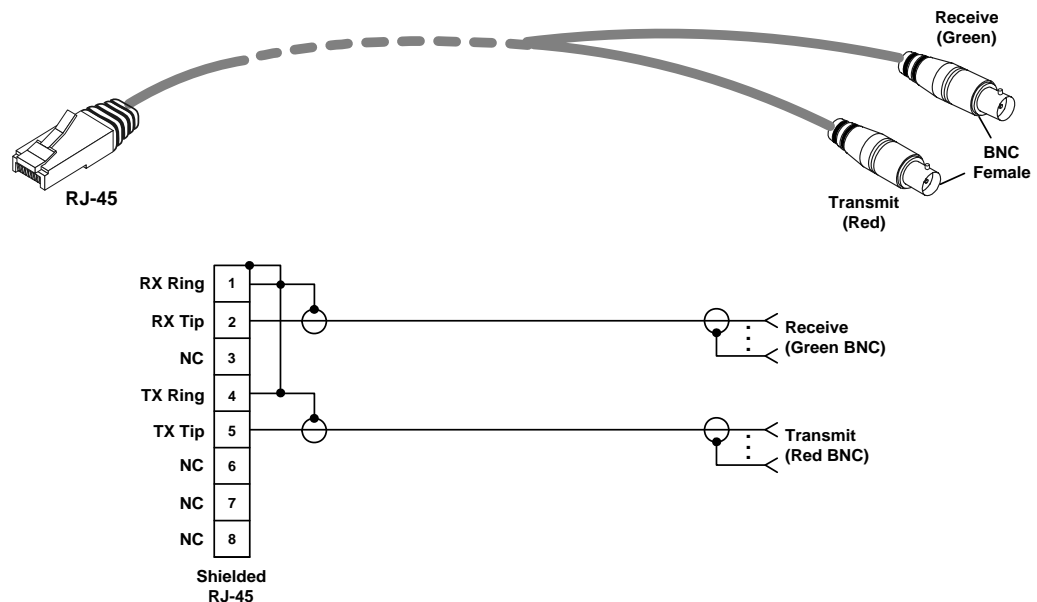 Receive
(Green)
BNC
Female
RJ-45
Transmit
(Red)
RX Ring 1
RX Tip 2
Receive
(Green BNC)
NC 3
TX Ring 4
TX Tip 5
Transmit
(Red BNC)
NC 6
NC 7
NC 8
Shielded
RJ-45